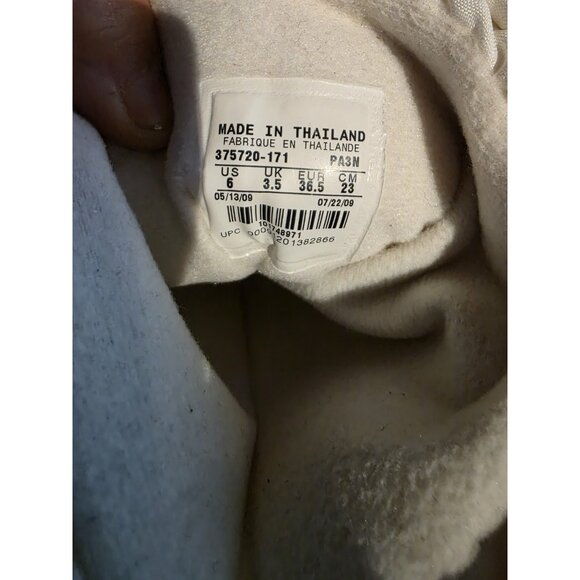 MADE IN THAILAND
FABRIQUE EN THAILANDE
375720-171 PA3N
US UK EUR CM
6 3.5 36.5 23
05/13/09 07/22/09
UPC